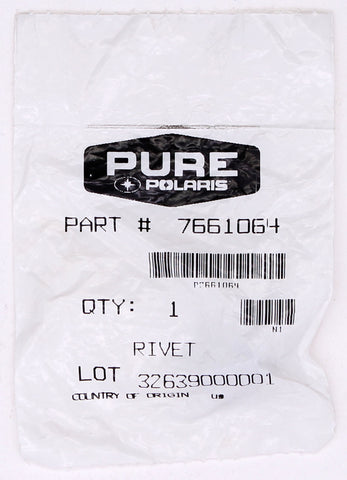 PURE
POLARIS
PART # 7661064
P7661064
QTY: 1
N1
RIVET
LOT 32639000001
COUNTRY OF ORIGIN US